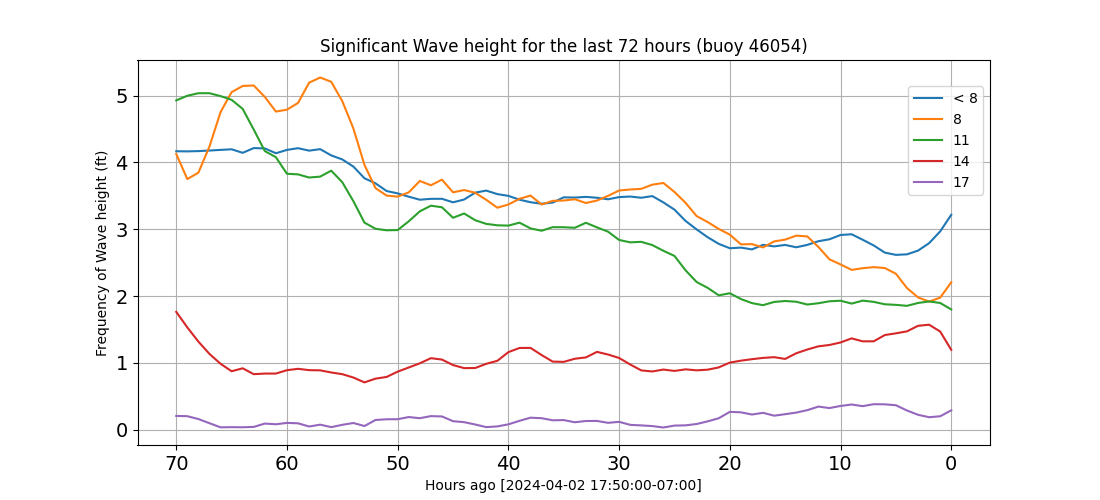 Significant Wave height for the last 72 hours (buoy 46054)
Frequency of Wave height (ft)
5
4
3
2
1
0
< 8
8
11
14
17
70 60 50 40 30 20 10 0
Hours ago [2024-04-02 17:50:00-07:00]